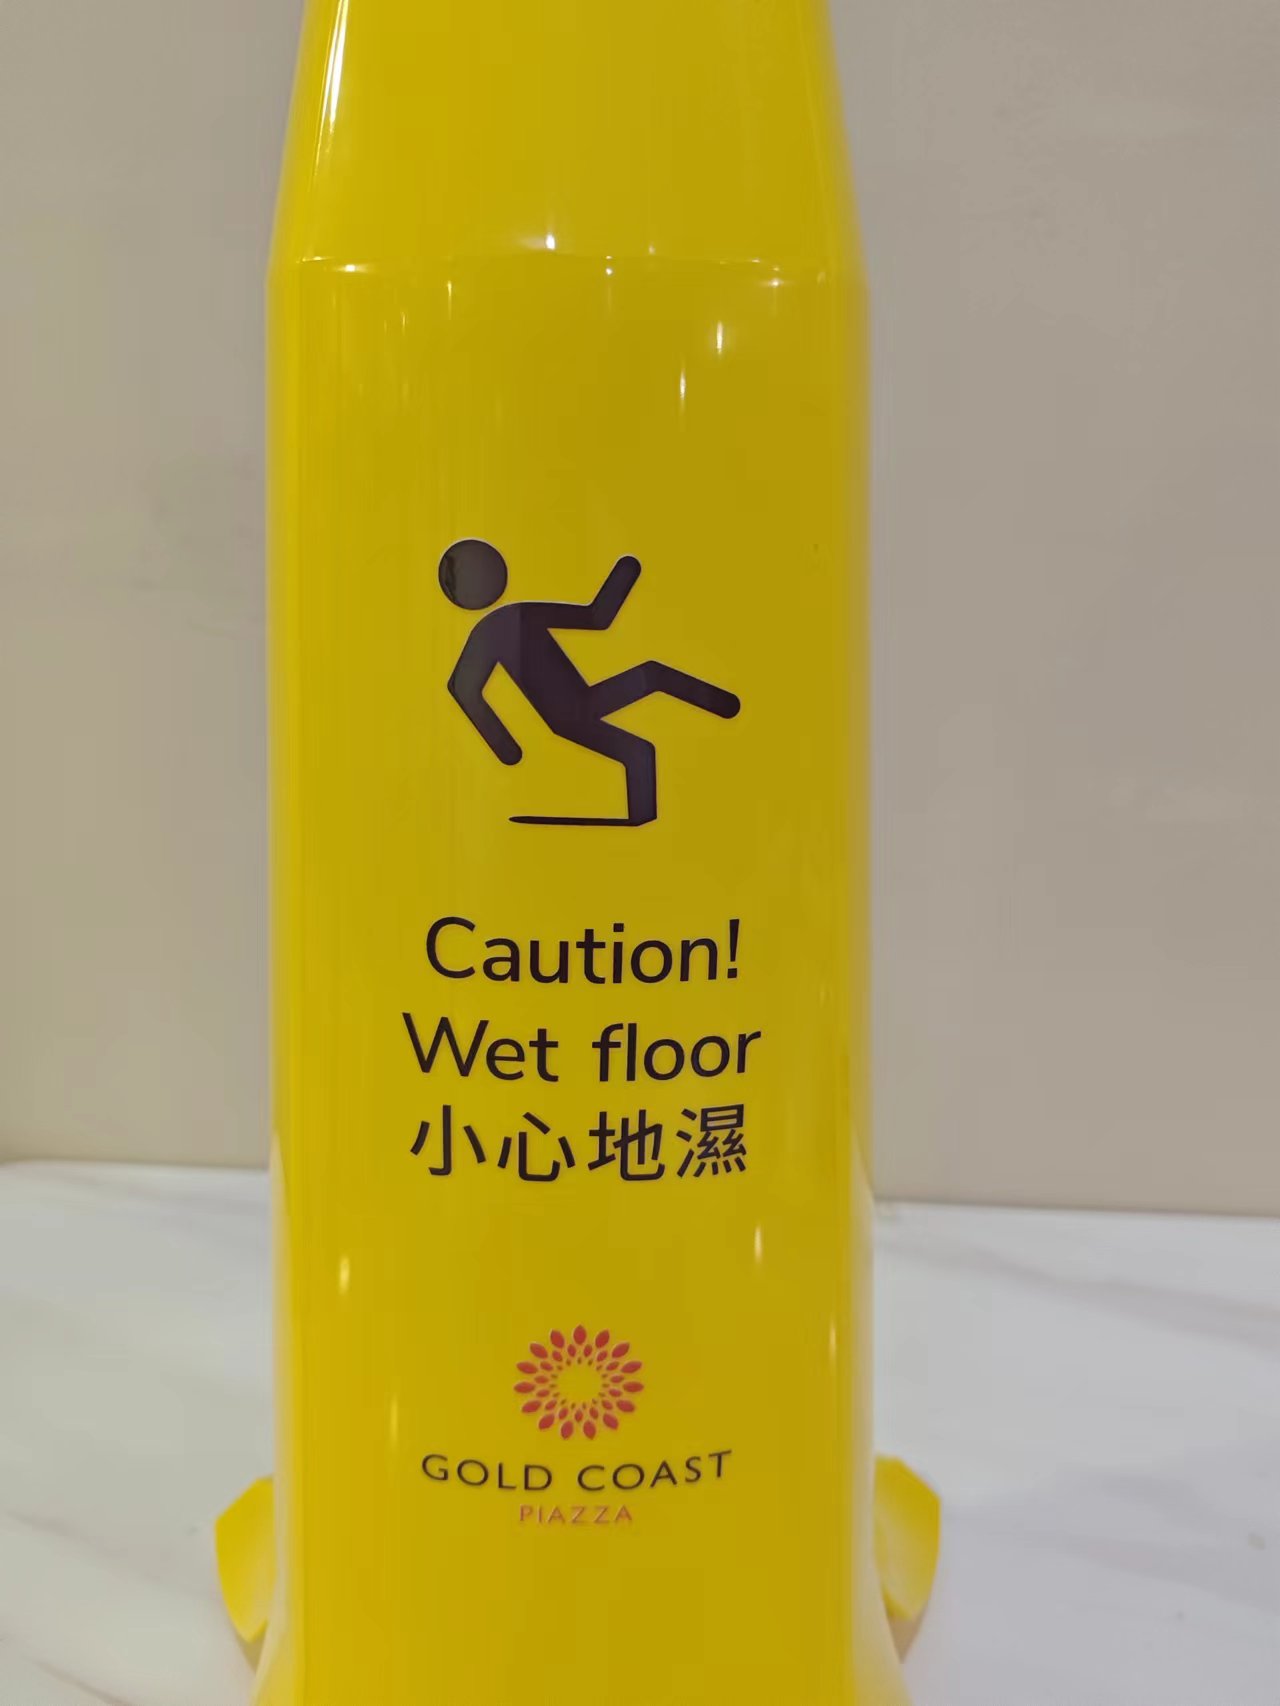 Caution!
Wet floor
小心地濕
GOLD COAST
PIAZZA